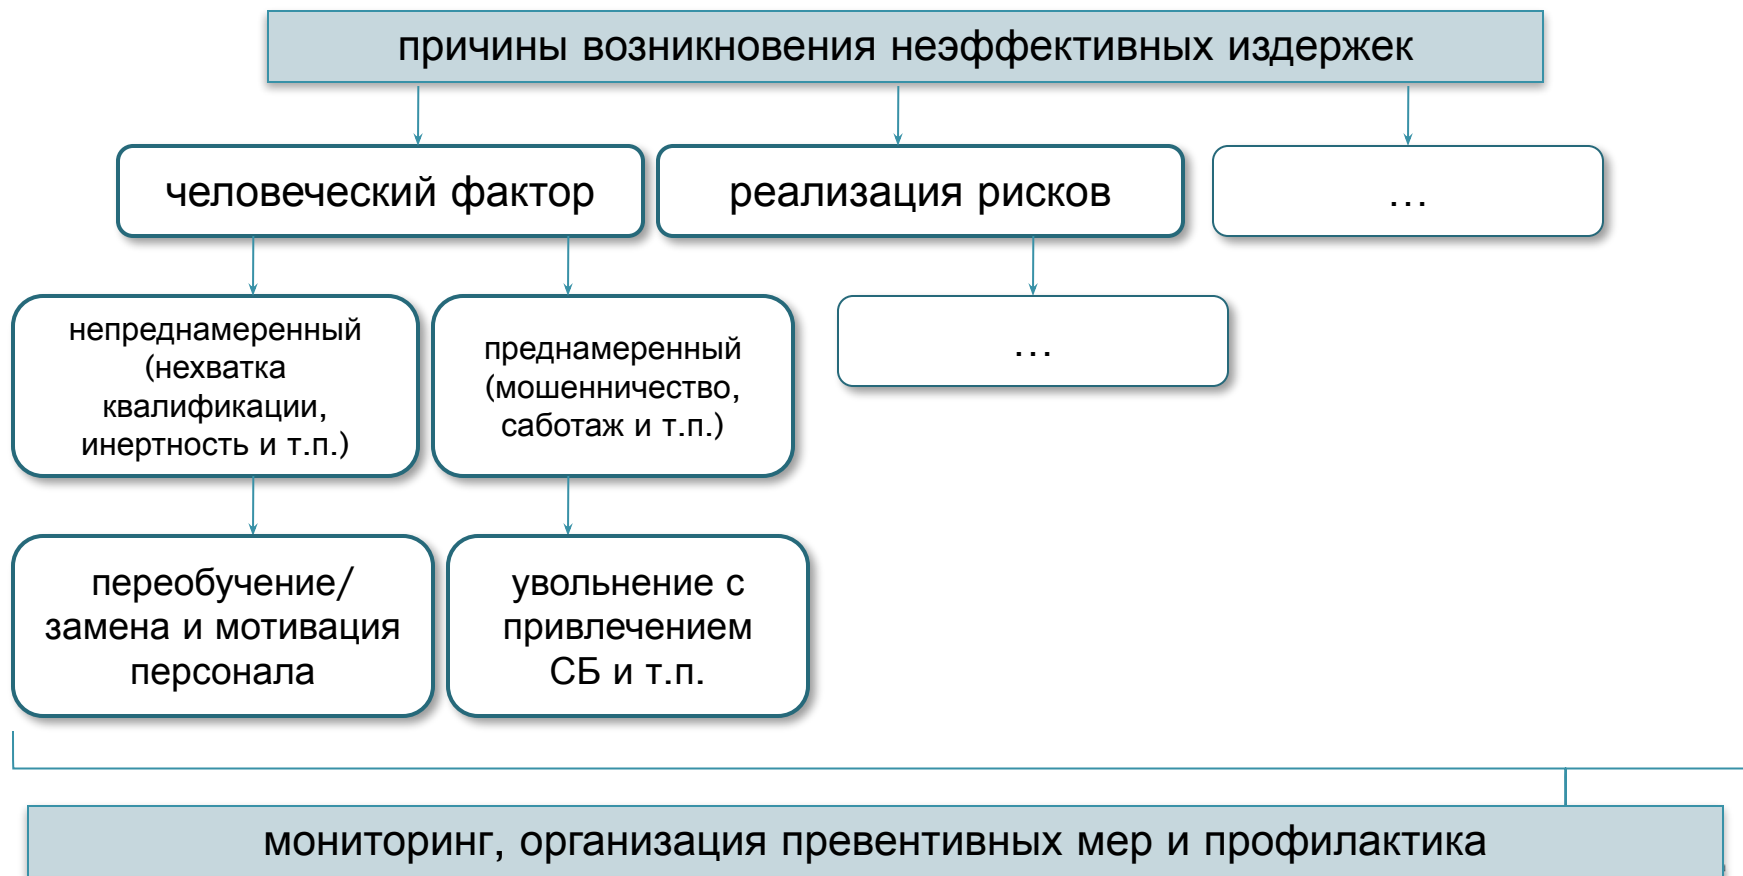 причины возникновения неэффективных издержек
человеческий фактор
реализация рисков
...
непреднамеренный
(нехватка
квалификации,
инертность и т.п.)
преднамеренный
(мошенничество,
саботаж и т.п.)
...
переобучение/
замена и мотивация
персонала
увольнение с
привлечением
СБ и т.п.
мониторинг, организация превентивных мер и профилактика